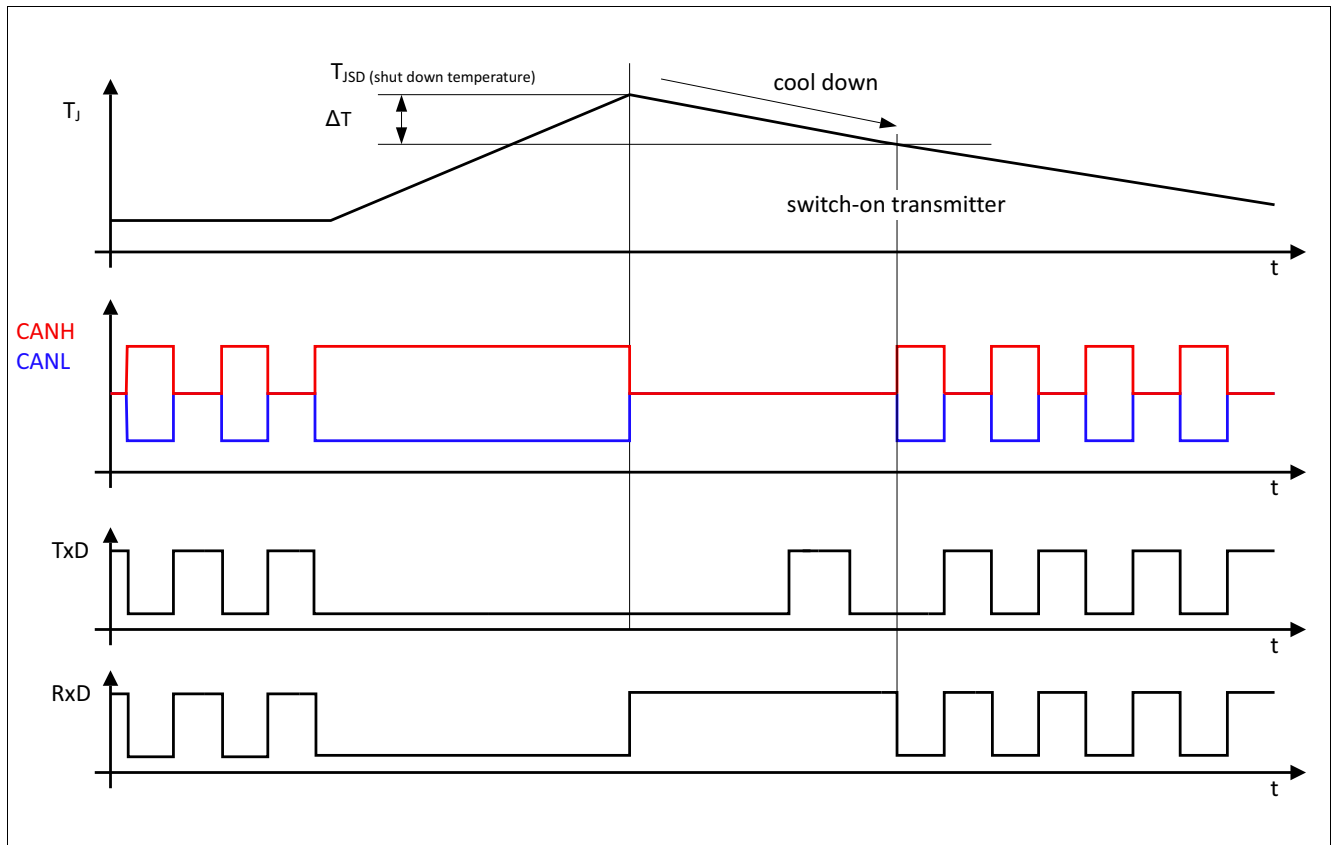 T_JSD (shut down temperature)
cool down
T_J
ΔT
switch-on transmitter
t
CANH
CANL
t
TxD
t
RxD
t